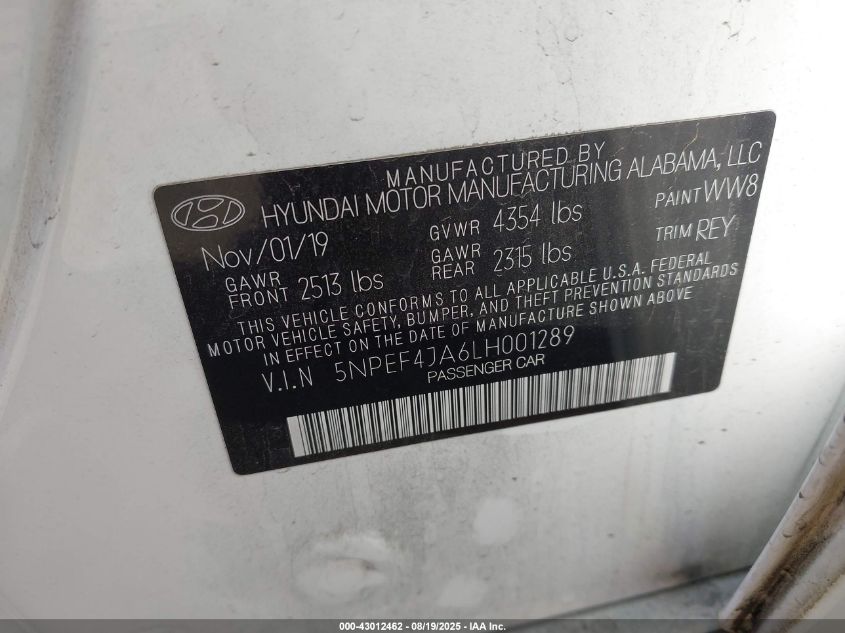 MANUFACTURED BY
HYUNDAI MOTOR MANUFACTURING ALABAMA, LLC
Nov/01/19 GVWR 4354 lbs PAINT WW8
GAWR FRONT 2513 lbs GAWR REAR 2315 lbs TRIM REY
THIS VEHICLE CONFORMS TO ALL APPLICABLE U.S.A. FEDERAL
MOTOR VEHICLE SAFETY, BUMPER, AND THEFT PREVENTION STANDARDS
IN EFFECT ON THE DATE OF MANUFACTURE SHOWN ABOVE
V.I.N 5NPEF4JA6LH001289
PASSENGER CAR
000-43012462 - 08/19/2025 - IAA Inc.